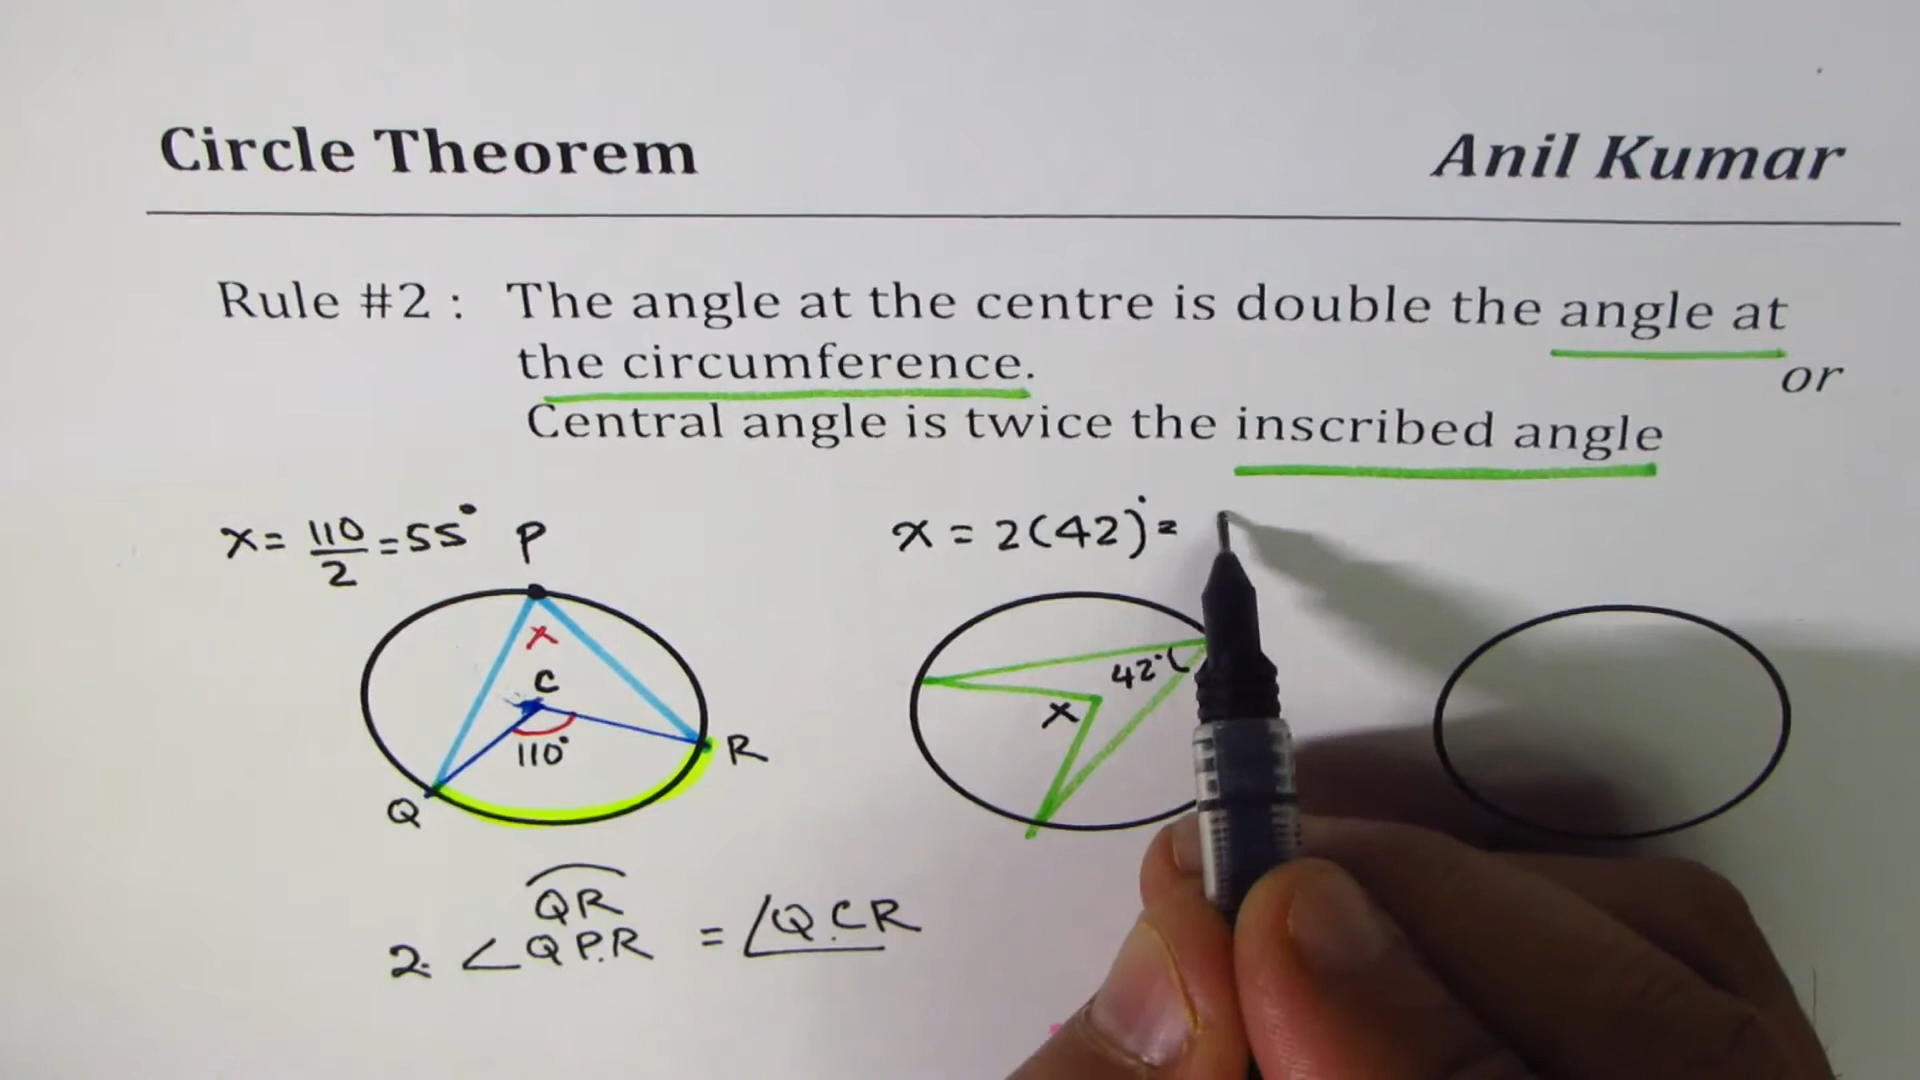 Circle Theorem
Anil Kumar
Rule #2 : The angle at the centre is double the angle at
the circumference.
or
Central angle is twice the inscribed angle
x = 110/2 = 55°
P
x
C
110°
Q
R
x = 2(42)° =
42°
x
QR
2. ∠QPR = ∠QCR